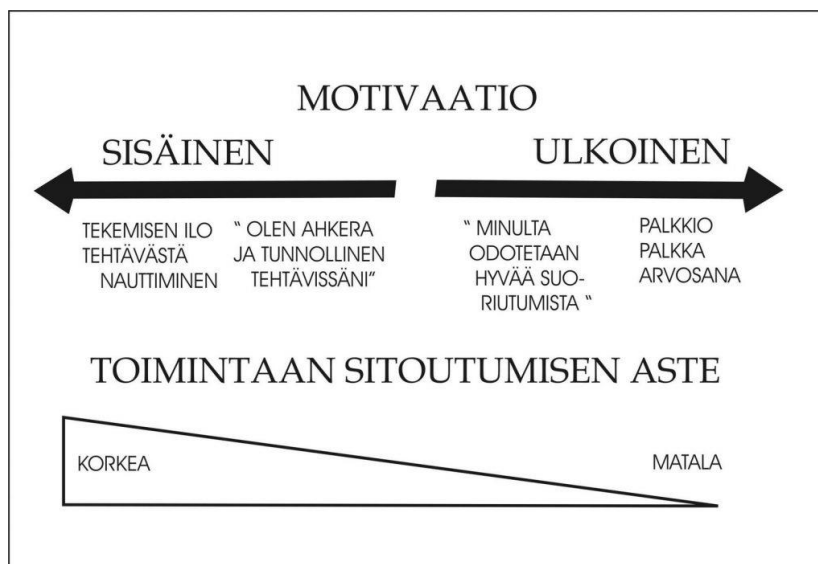 MOTIVAATIO
SISÄINEN
ULKOINEN
TEKEMISEN ILO
TEHTÄVÄSTÄ
NAUTTIMINEN
“ OLEN AHKERA
JA TUNNOLLINEN
TEHTÄVISSÄNI”
“ MINULTA
ODOTETAAN
HYVÄÄ SUO-
RIUTUMISTA “
PALKKIO
PALKKA
ARVOSANA
TOIMINTAAN SITOUTUMISEN ASTE
KORKEA
MATALA